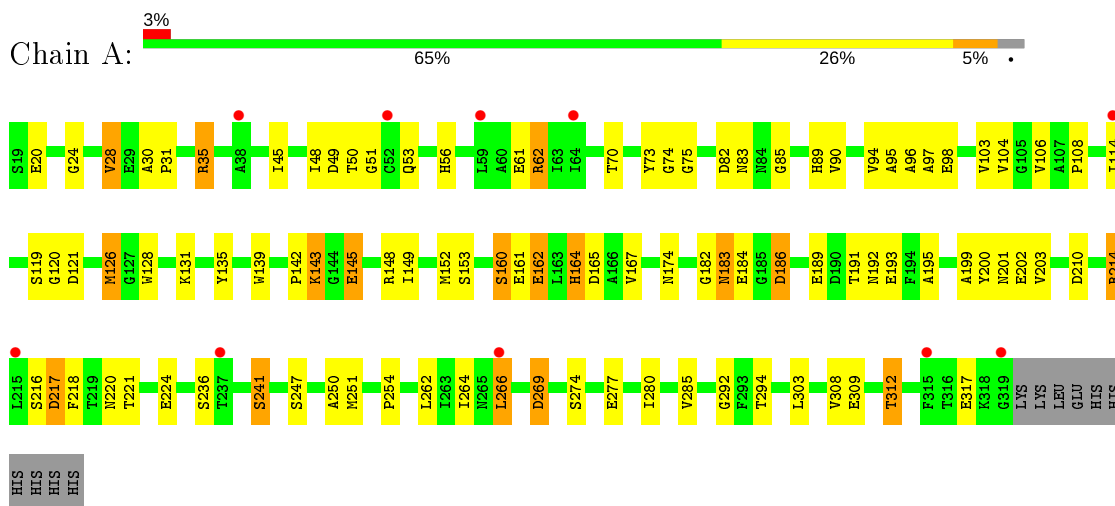 3%
Chain A:
65% 26% 5%
S19 E20 G24 V28 E29 A30 P31 R35 A38 I45 I48 D49 T50 G51 C52 Q53 H56 L59 A60 E61 R62 I63 I64 T70 Y73 G74 G75 D82 N83 N84 G85 H89 V90 V94 A95 A96 A97 E98 V103 V104 G105 V106 A107 P108
S119 G120 D121 M126 G127 W128 K131 Y135 W139 P142 K143 G144 E145 R148 I149 M152 S153 S160 E161 E162 L163 H164 D165 A166 V167 N174 G182 N183 E184 G185 D186 E189 D190 T191 N192 E193 F194 A195 A199 Y200 N201 E202 V203 D210
L215 S216 D217 F218 T219 N220 T221 E224 S236 T237 S241 S247 A250 M251 P254 L262 I263 I264 N265 L266 D269 S274 E277 I280 V285 G292 F293 T294 L303 V308 E309 T312 F315 T316 E317 K318 G319 LYS LYS LEU GLU HIS HIS
HIS HIS HIS HIS